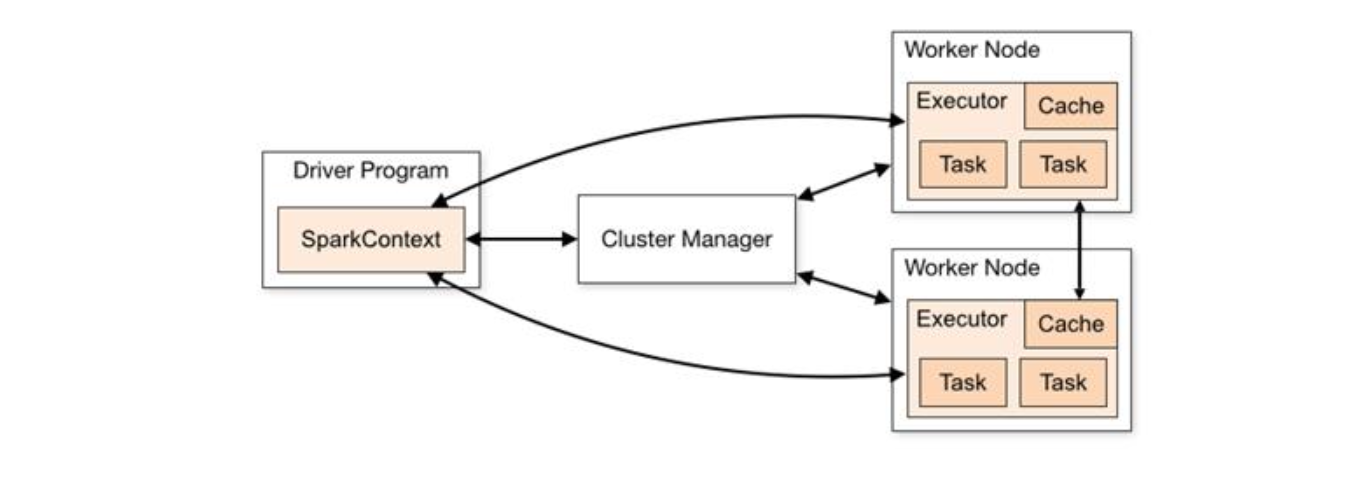 Driver Program
SparkContext
Cluster Manager
Worker Node
Executor
Cache
Task
Task
Worker Node
Executor
Cache
Task
Task